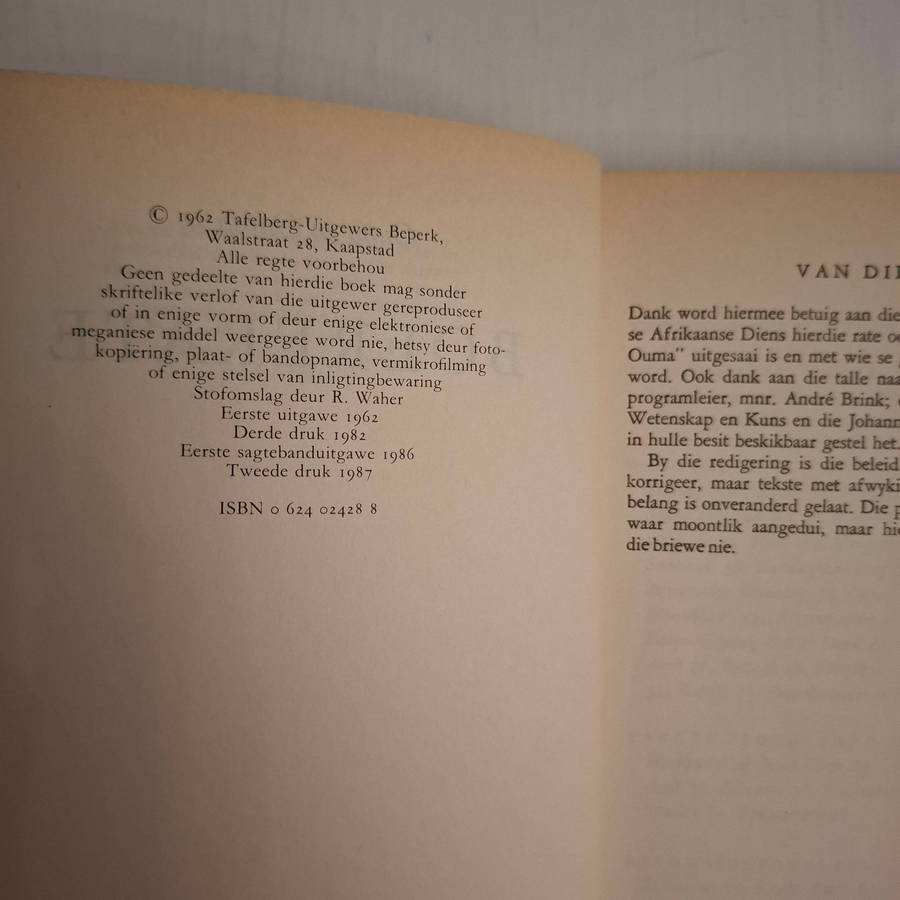 © 1962 Tafelberg-Uitgewers Beperk,
Waalstraat 28, Kaapstad
Alle regte voorbehou
Geen gedeelte van hierdie boek mag sonder
skriftelike verlof van die uitgewer gereproduseer
of in enige vorm of deur enige elektroniese of
meganiese middel weergegee word nie, hetsy deur foto-
kopiëring, plaat- of bandopname, vermikrofilming
of enige stelsel van inligtingbewaring
Stofomslag deur R. Waher
Eerste uitgawe 1962
Derde druk 1982
Eerste sagtebanduitgawe 1986
Tweede druk 1987
ISBN 0 624 02428 8
VAN
Dank word hiermee betuig aan die
se Afrikaanse Diens hierdie rate
Ouma" uitgesaai is en met wie se
word. Ook dank aan die talle
programleier, mnr. André Brink;
Wetenskap en Kuns en die
in hulle besit beskikbaar gestel het.
By die redigering is die beleid
korrigeer, maar tekste met
belang is onveranderd gelaat. Die
waar moontlik aangedui, maar
die briewe nie.